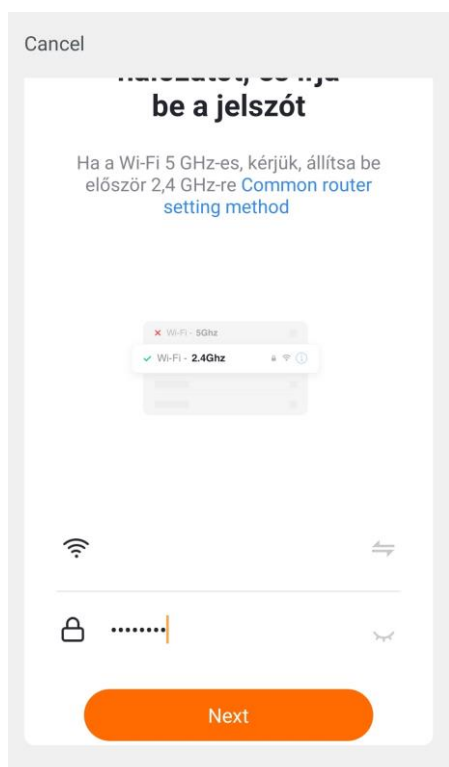 Cancel
be a jelszót
Ha a Wi-Fi 5 GHz-es, kérjük, állítsa be
először 2,4 GHz-re Common router
setting method
Wi-Fi - 5Ghz
Wi-Fi - 2.4Ghz
Next